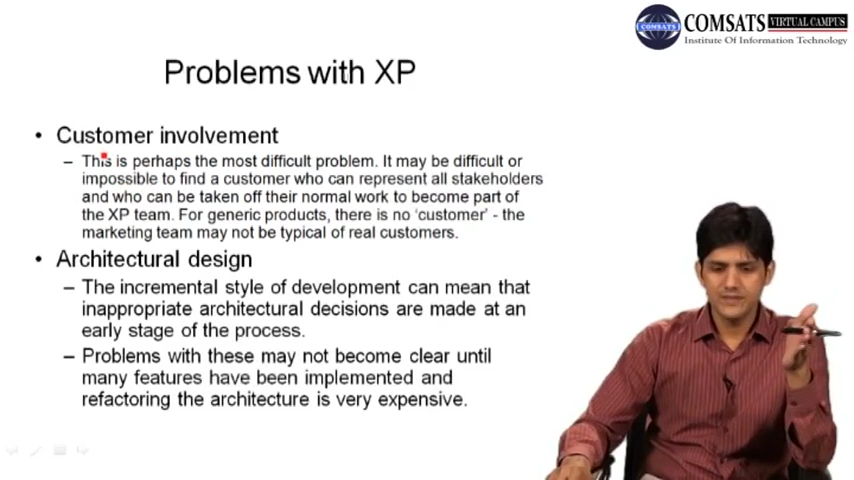 COMSATS VIRTUAL CAMPUS
COMSATS
Institute Of Information Technology
Problems with XP
• Customer involvement
– This is perhaps the most difficult problem. It may be difficult or
impossible to find a customer who can represent all stakeholders
and who can be taken off their normal work to become part of
the XP team. For generic products, there is no ‘customer’ - the
marketing team may not be typical of real customers.
• Architectural design
– The incremental style of development can mean that
inappropriate architectural decisions are made at an
early stage of the process.
– Problems with these may not become clear until
many features have been implemented and
refactoring the architecture is very expensive.